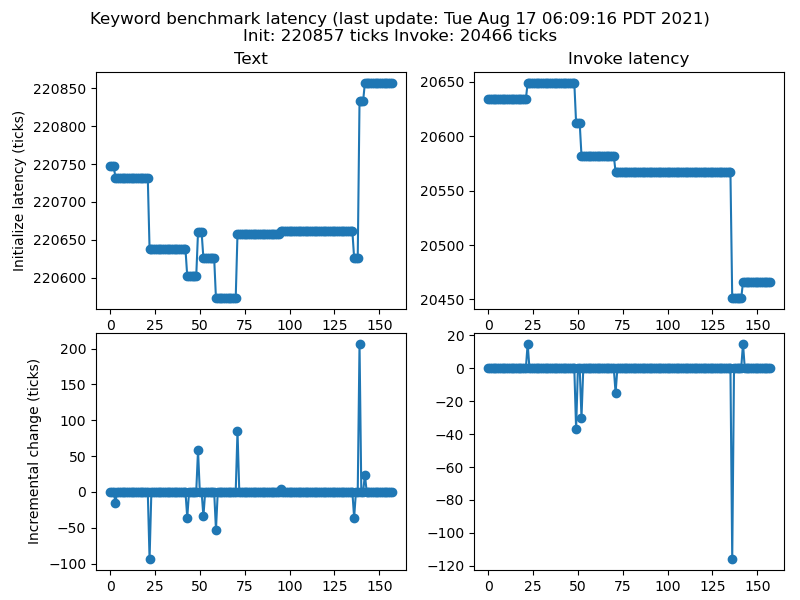 Keyword benchmark latency (last update: Tue Aug 17 06:09:16 PDT 2021)
Init: 220857 ticks Invoke: 20466 ticks
Text
Initialize latency (ticks)
220850
220800
220750
220700
220650
220600
0 25 50 75 100 125 150
Invoke latency
20650
20600
20550
20500
20450
0 25 50 75 100 125 150
Incremental change (ticks)
200
150
100
50
0
−50
−100
0 25 50 75 100 125 150
20
0
−20
−40
−60
−80
−100
−120
0 25 50 75 100 125 150